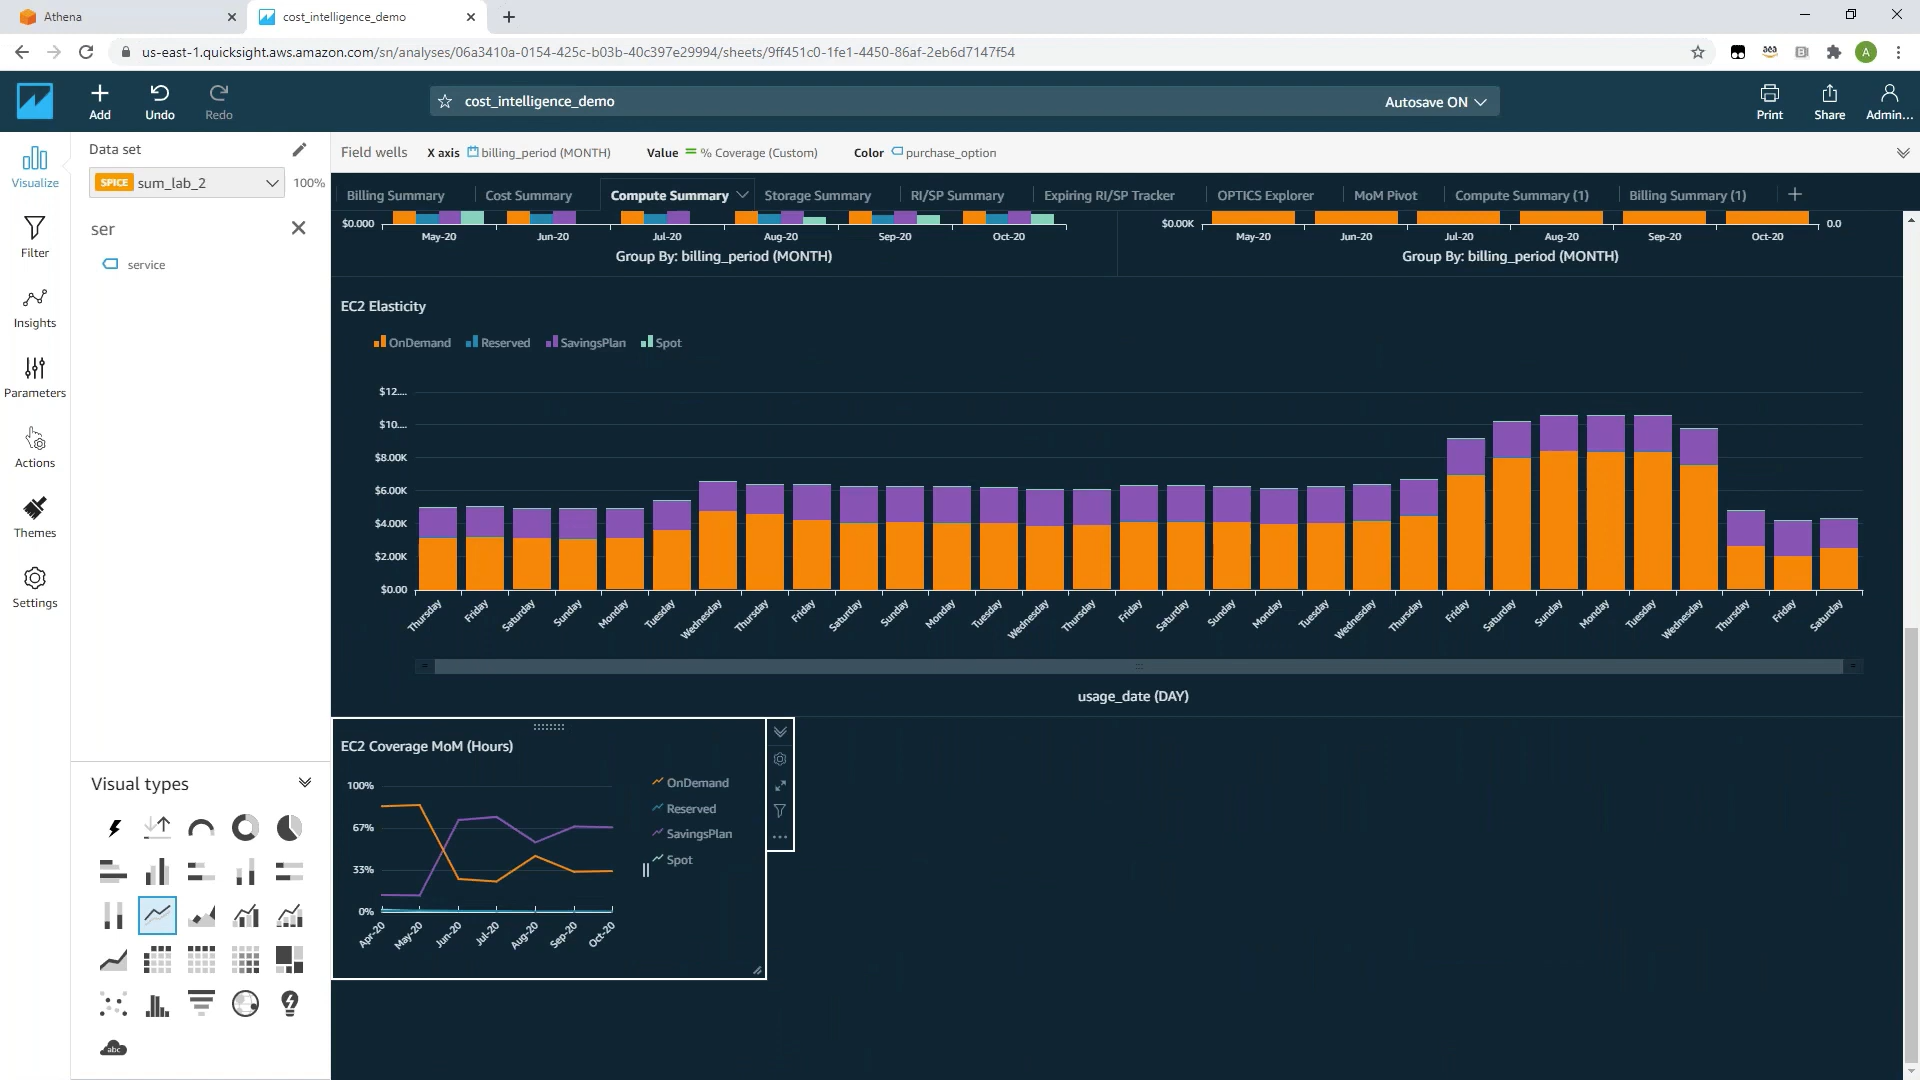 Athena
cost_intelligence_demo
us-east-1.quicksight.aws.amazon.com/sn/analyses/06a3410a-0154-425c-b03b-40c397e29994/sheets/9ff451c0-1fe1-4450-86af-2eb6d7147f54
A
Add
Undo
Redo
cost_intelligence_demo
Autosave ON
Print
Share
Admin...
Visualize
Filter
Insights
Parameters
Actions
Themes
Settings
Data set
SPICE sum_lab_2 100%
ser
service
Field wells X axis billing_period (MONTH) Value % Coverage (Custom) Color purchase_option
Billing Summary Cost Summary Compute Summary Storage Summary RI/SP Summary Expiring RI/SP Tracker OPTICS Explorer MoM Pivot Compute Summary (1) Billing Summary (1)
$0.000
May-20 Jun-20 Jul-20 Aug-20 Sep-20 Oct-20
Group By: billing_period (MONTH)
$0.00K 0.0
May-20 Jun-20 Jul-20 Aug-20 Sep-20 Oct-20
Group By: billing_period (MONTH)
EC2 Elasticity
OnDemand Reserved SavingsPlan Spot
$12....
$10....
$8.00K
$6.00K
$4.00K
$2.00K
$0.00
Thursday Friday Saturday Sunday Monday Tuesday Wednesday Thursday Friday Saturday Sunday Monday Tuesday Wednesday Thursday Friday Saturday Sunday Monday Tuesday Wednesday Thursday Friday Saturday Sunday Monday Tuesday Wednesday Thursday Friday Saturday
usage_date (DAY)
EC2 Coverage MoM (Hours)
100%
67%
33%
0%
Apr-20 May-20 Jun-20 Jul-20 Aug-20 Sep-20 Oct-20
OnDemand
Reserved
SavingsPlan
Spot
Visual types
abc